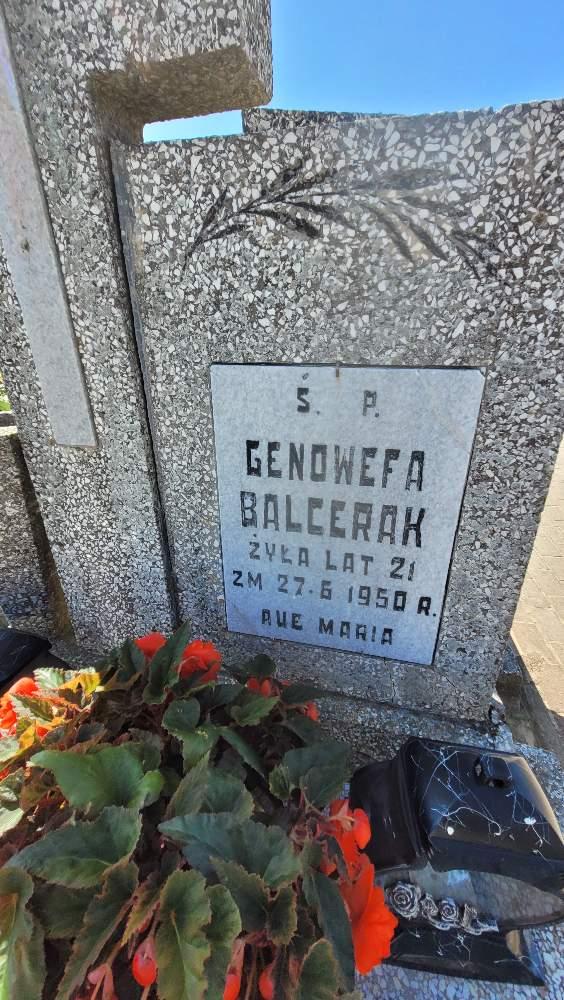 Ś. P.
GENOWEFA
BALCERAK
ŻYŁA LAT 21
ZM 27.6 1950 R.
AVE MARIA